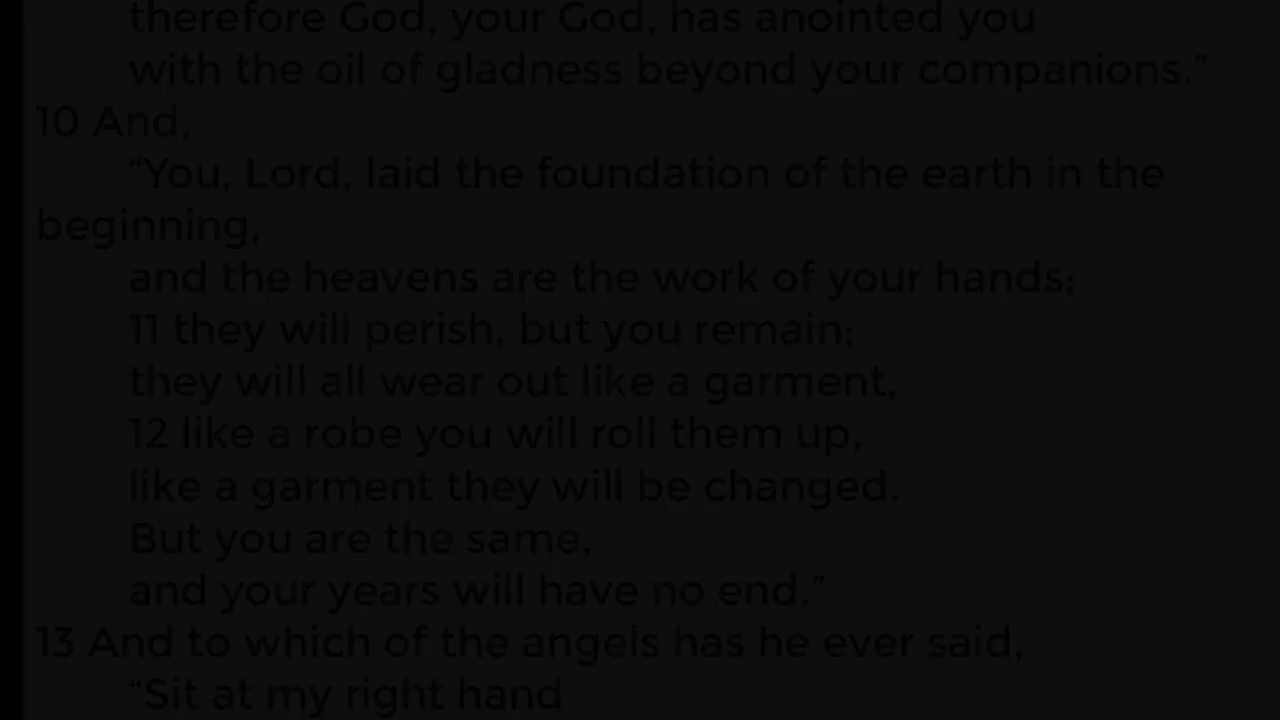 therefore God, your God, has anointed you
with the oil of gladness beyond your companions.”
10 And,
“You, Lord, laid the foundation of the earth in the
beginning,
and the heavens are the work of your hands;
11 they will perish, but you remain;
they will all wear out like a garment,
12 like a robe you will roll them up,
like a garment they will be changed.
But you are the same,
and your years will have no end.”
13 And to which of the angels has he ever said,
“Sit at my right hand